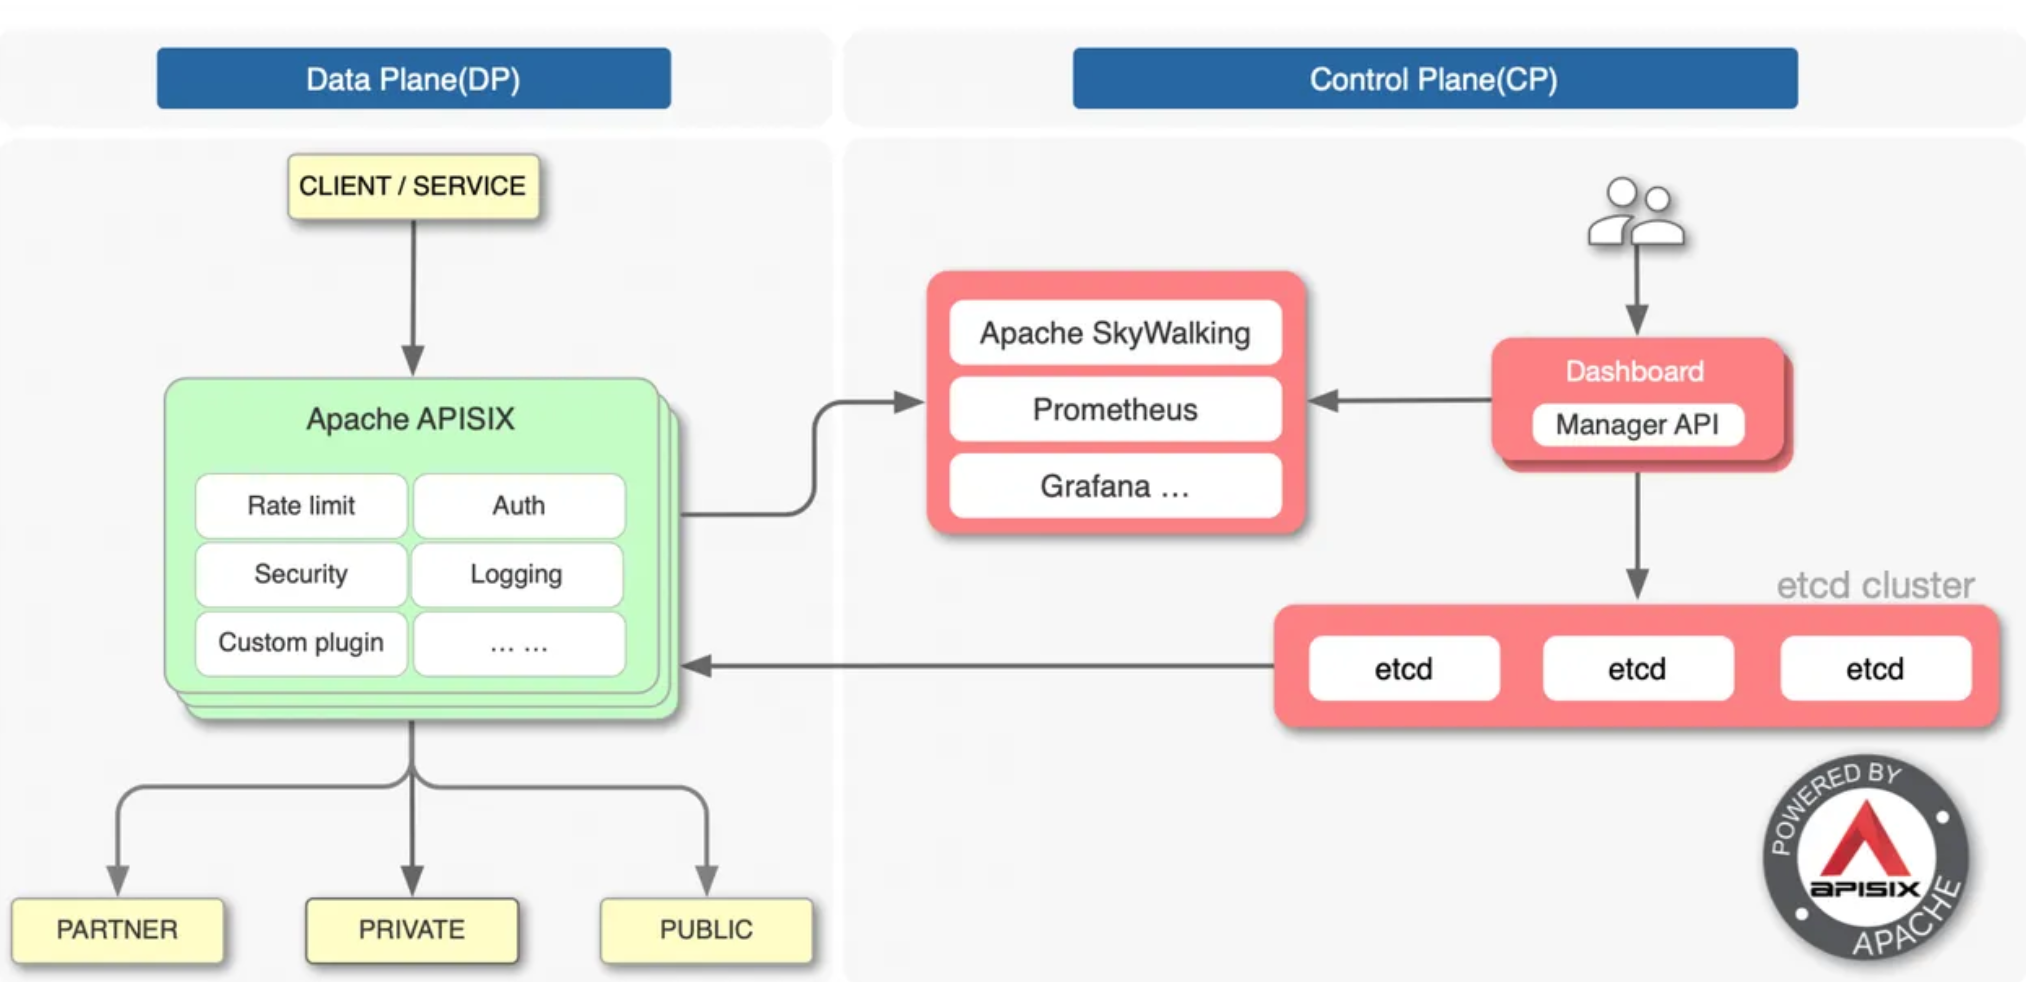 Data Plane(DP)
Control Plane(CP)
CLIENT / SERVICE
Apache APISIX
Rate limit
Auth
Security
Logging
Custom plugin
... ...
PARTNER
PRIVATE
PUBLIC
Apache SkyWalking
Prometheus
Grafana ...
Dashboard
Manager API
etcd cluster
etcd
etcd
etcd
POWERED BY
APISIX
APACHE